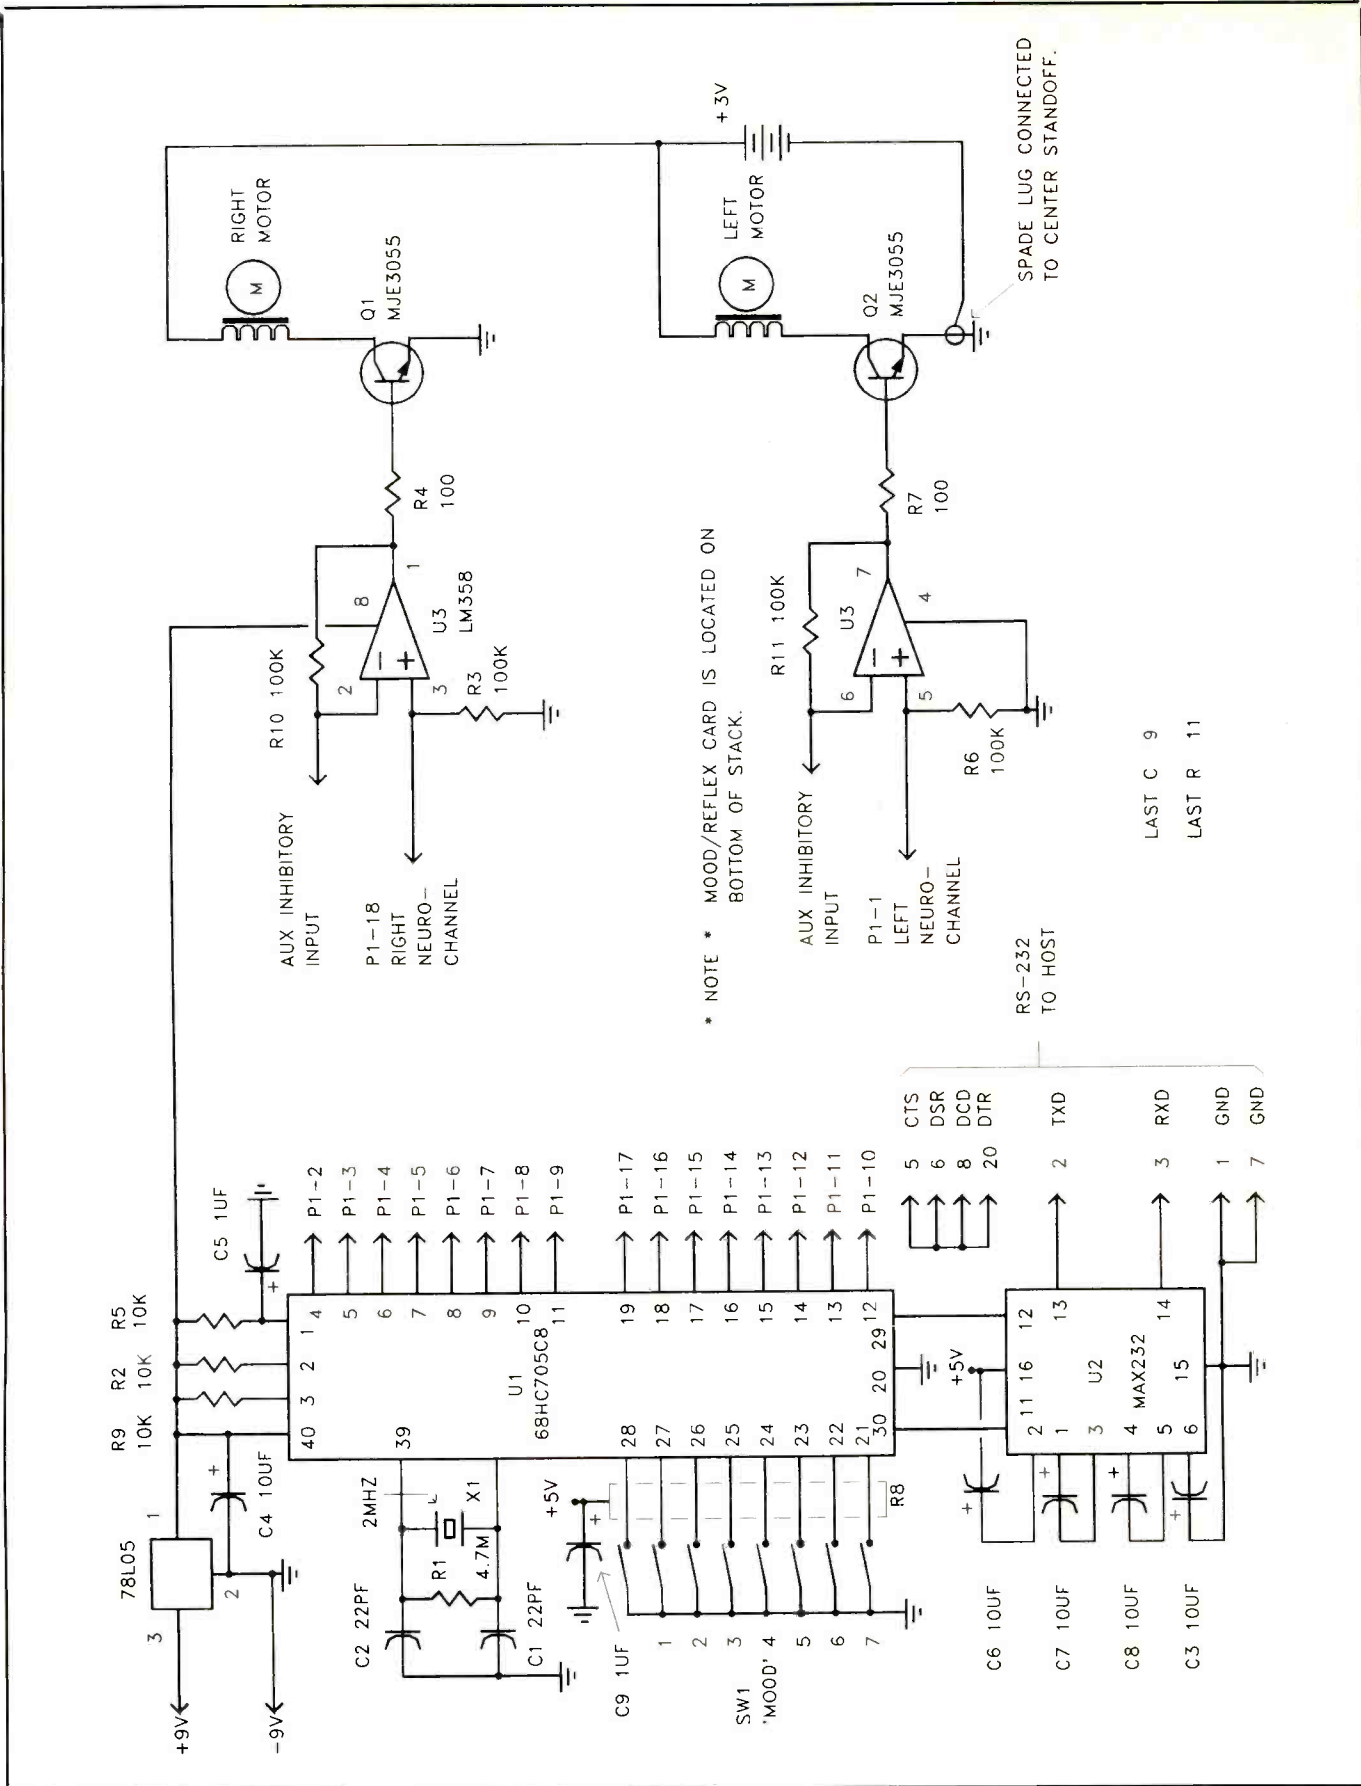 +9V
-9V
3
78L05
1
2
C4 10UF
+
R9
10K
R2
10K
R5
10K
C5 1UF
+
40
3
2
1
39
U1
68HC705C8
C2 22PF
2MHZ
R1
4.7M
X1
C1 22PF
4 P1-2
5 P1-3
6 P1-4
7 P1-5
8 P1-6
9 P1-7
10 P1-8
11 P1-9
19 P1-17
18 P1-16
17 P1-15
16 P1-14
15 P1-13
14 P1-12
13 P1-11
12 P1-10
28
27
26
25
24
23
22
21
30
20
29
+5V
+
C9 1UF
R8
SW1
'MOOD'
1
2
3
4
5
6
7
+5V
11
16
12
2
1
3
4
5
6
13
14
15
U2
MAX232
+
+
+
+
C6 10UF
C7 10UF
C8 10UF
C3 10UF
5 CTS
6 DSR
8 DCD
20 DTR
2 TXD
3 RXD
1 GND
7 GND
RS-232
TO HOST
AUX INHIBITORY
INPUT
P1-18
RIGHT
NEURO-
CHANNEL
R10 100K
2
3
8
1
-
+
U3
LM358
R3
100K
R4
100
Q1
MJE3055
RIGHT
MOTOR
M
* NOTE * MOOD/REFLEX CARD IS LOCATED ON
BOTTOM OF STACK.
AUX INHIBITORY
INPUT
P1-1
LEFT
NEURO-
CHANNEL
R11 100K
6
5
7
4
-
+
U3
R6
100K
R7
100
Q2
MJE3055
LEFT
MOTOR
M
+3V
SPADE LUG CONNECTED
TO CENTER STANDOFF.
LAST C 9
LAST R 11